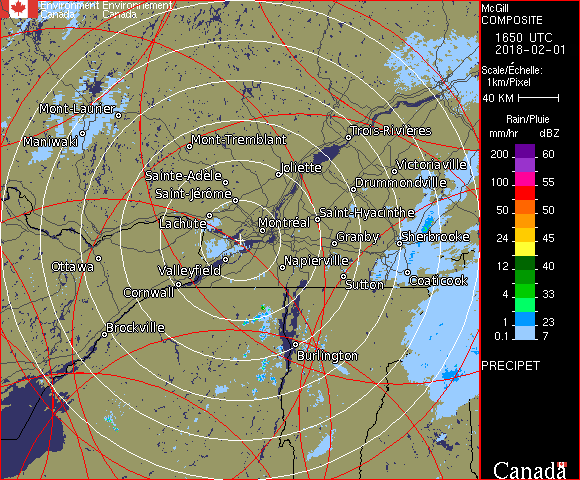 Environment Environnement
Canada Canada
Mont-Laurier
Maniwaki
Mont-Tremblant
Trois-Rivières
Sainte-Adèle
Joliette
Victoriaville
Saint-Jérôme
Drummondville
Lachute
Montréal
Saint-Hyacinthe
Granby
Sherbrooke
Ottawa
Valleyfield
Napierville
Cornwall
Sutton
Coaticook
Brockville
Burlington
McGill
COMPOSITE
1650 UTC
2018-02-01
Scale/Échelle:
1km/Pixel
40 KM
Rain/Pluie
mm/hr dBZ
200 60
100 55
50 50
24 45
12 40
4 33
1 23
0.1 7
PRECIPET
Canada